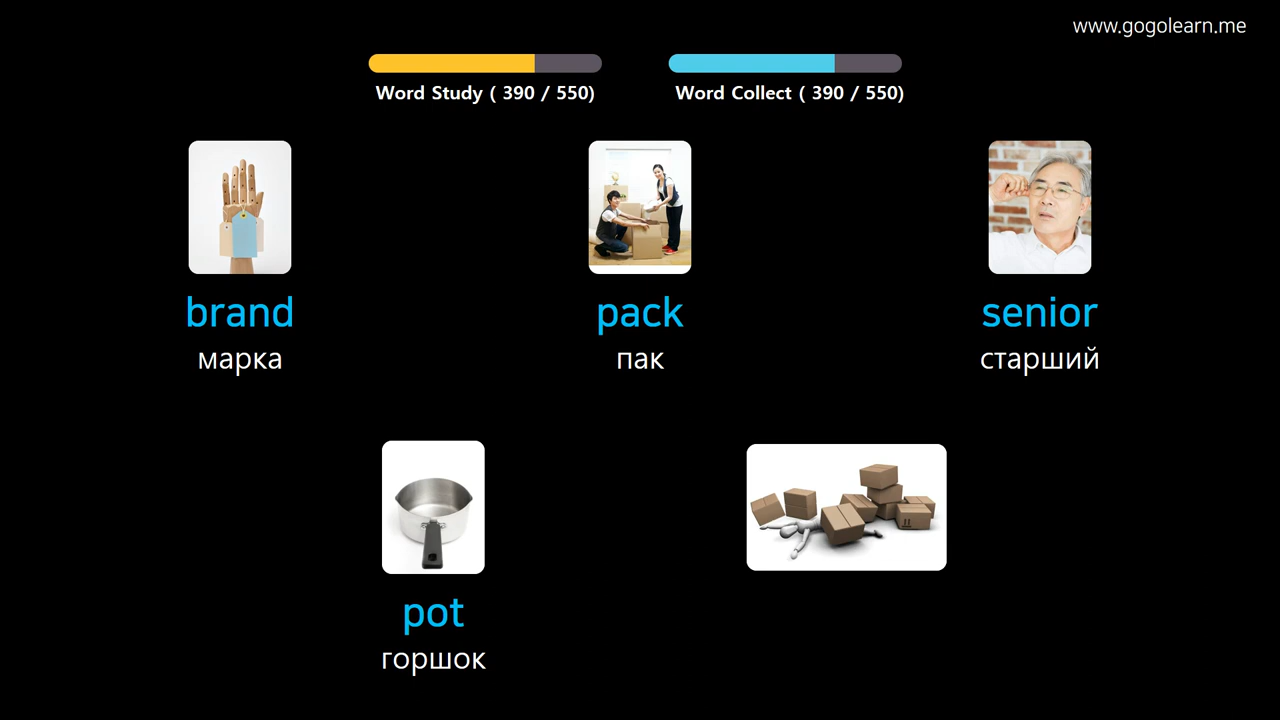 www.gogolearn.me
Word Study ( 390 / 550)
Word Collect ( 390 / 550)
brand
марка
pack
пак
senior
старший
pot
горшок